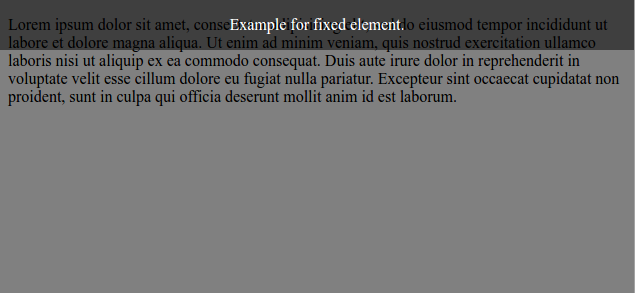 Example for fixed element.
Lorem ipsum dolor sit amet, do eiusmod tempor incididunt ut
labore et dolore magna aliqua. Ut enim ad minim veniam, quis nostrud exercitation ullamco
laboris nisi ut aliquip ex ea commodo consequat. Duis aute irure dolor in reprehenderit in
voluptate velit esse cillum dolore eu fugiat nulla pariatur. Excepteur sint occaecat cupidatat non
proident, sunt in culpa qui officia deserunt mollit anim id est laborum.